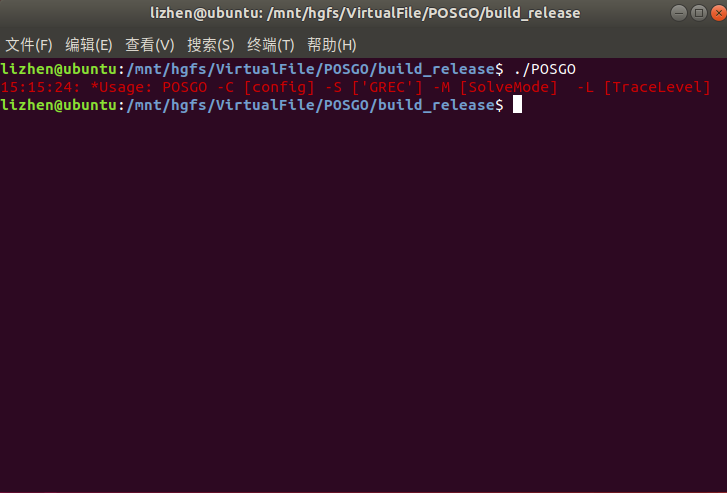 lizhen@ubuntu: /mnt/hgfs/VirtualFile/POSGO/build_release
文件(F) 编辑(E) 查看(V) 搜索(S) 终端(T) 帮助(H)
lizhen@ubuntu:/mnt/hgfs/VirtualFile/POSGO/build_release$ ./POSGO
15:15:24: *Usage: POSGO -C [config] -S ['GREC'] -M [SolveMode]  -L [TraceLevel]
lizhen@ubuntu:/mnt/hgfs/VirtualFile/POSGO/build_release$